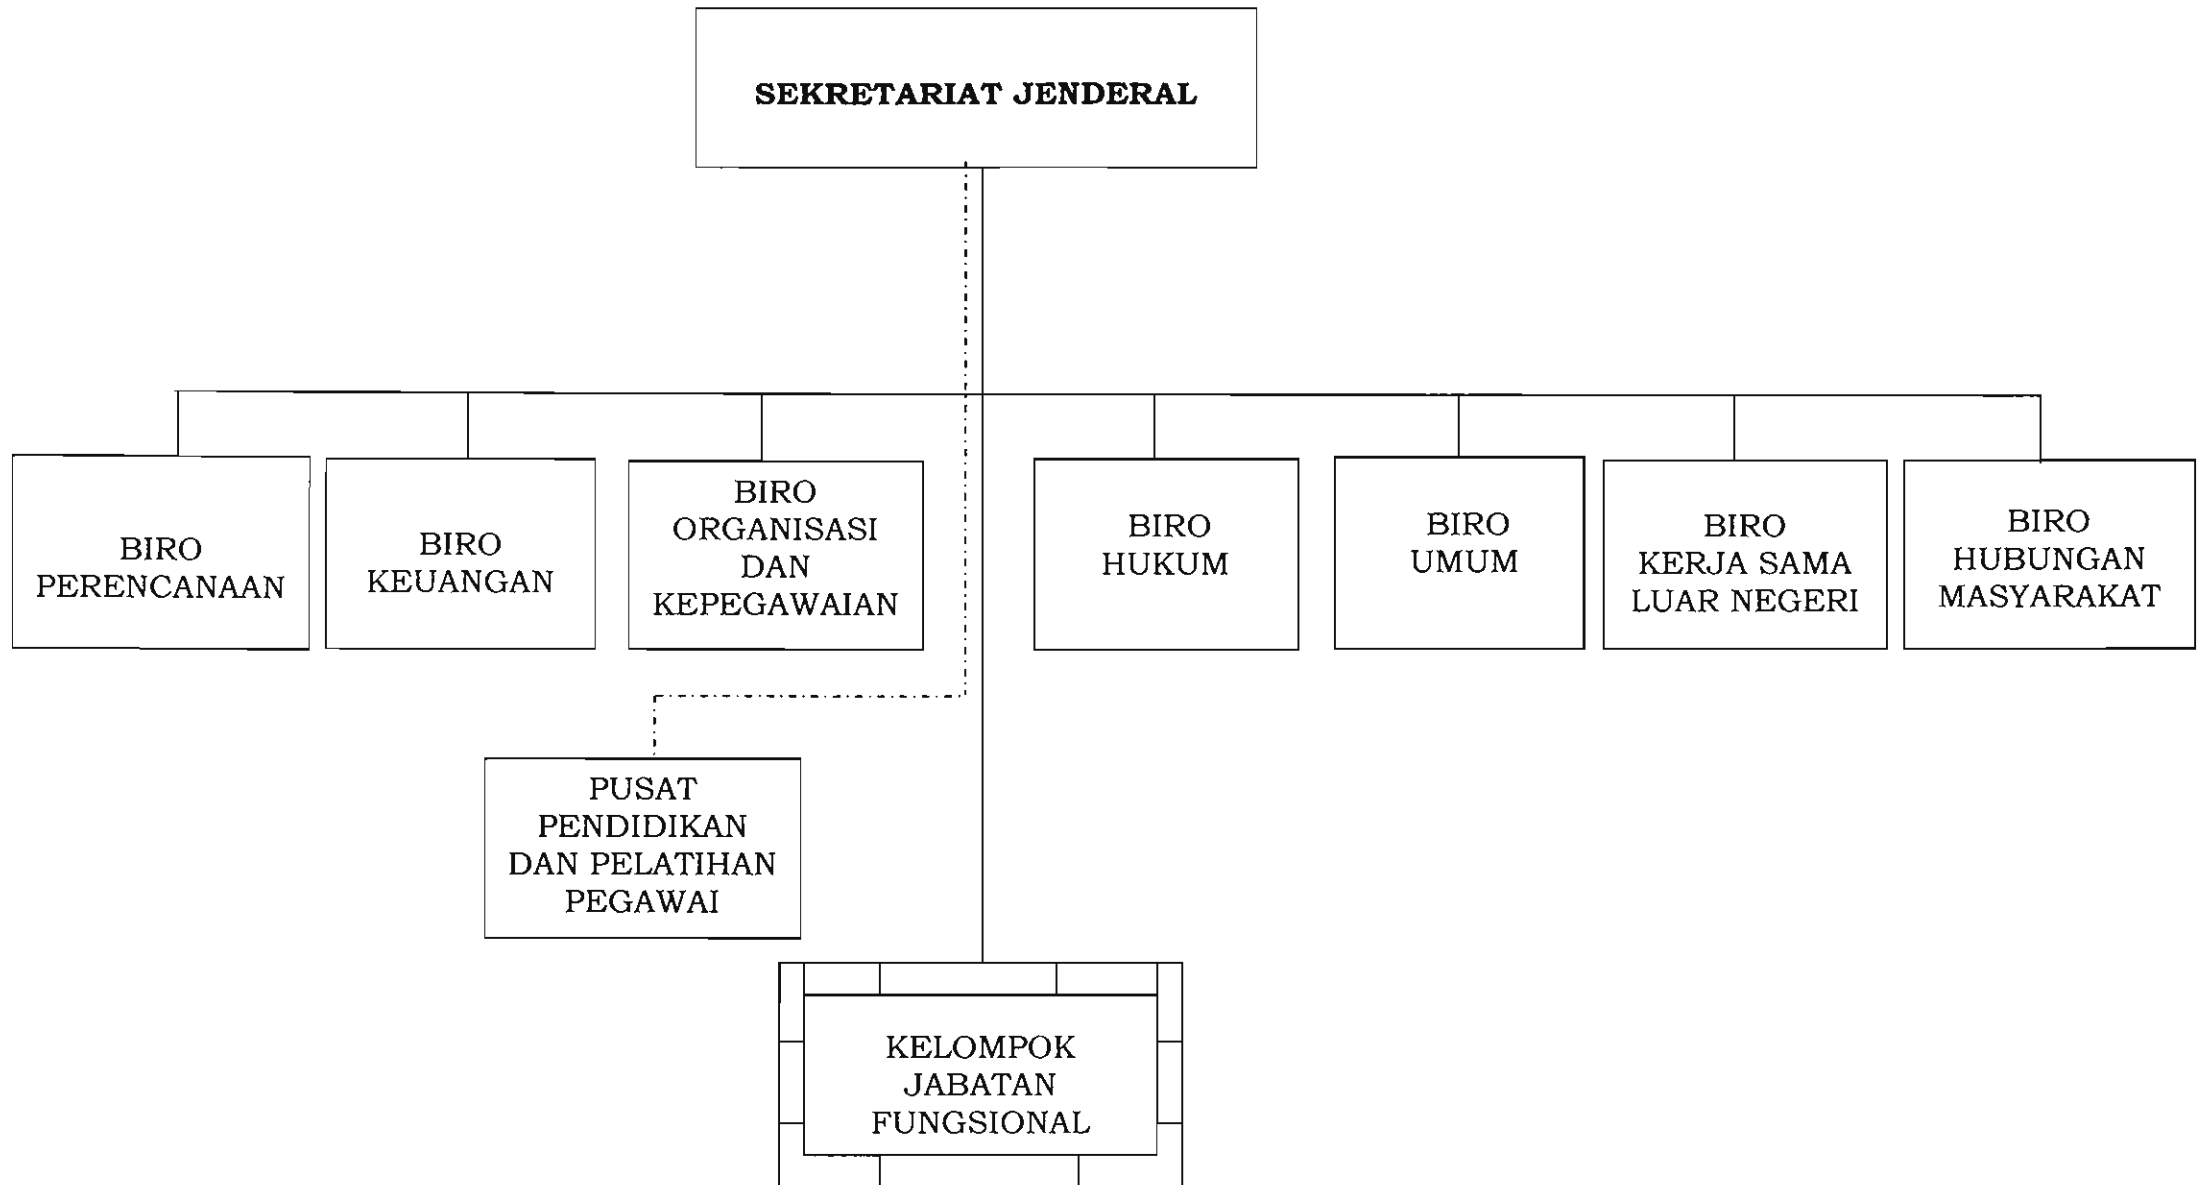 SEKRETARIAT JENDERAL
BIRO
PERENCANAAN
BIRO
KEUANGAN
BIRO
ORGANISASI
DAN
KEPEGAWAIAN
BIRO
HUKUM
BIRO
UMUM
BIRO
KERJA SAMA
LUAR NEGERI
BIRO
HUBUNGAN
MASYARAKAT
PUSAT
PENDIDIKAN
DAN PELATIHAN
PEGAWAI
KELOMPOK
JABATAN
FUNGSIONAL